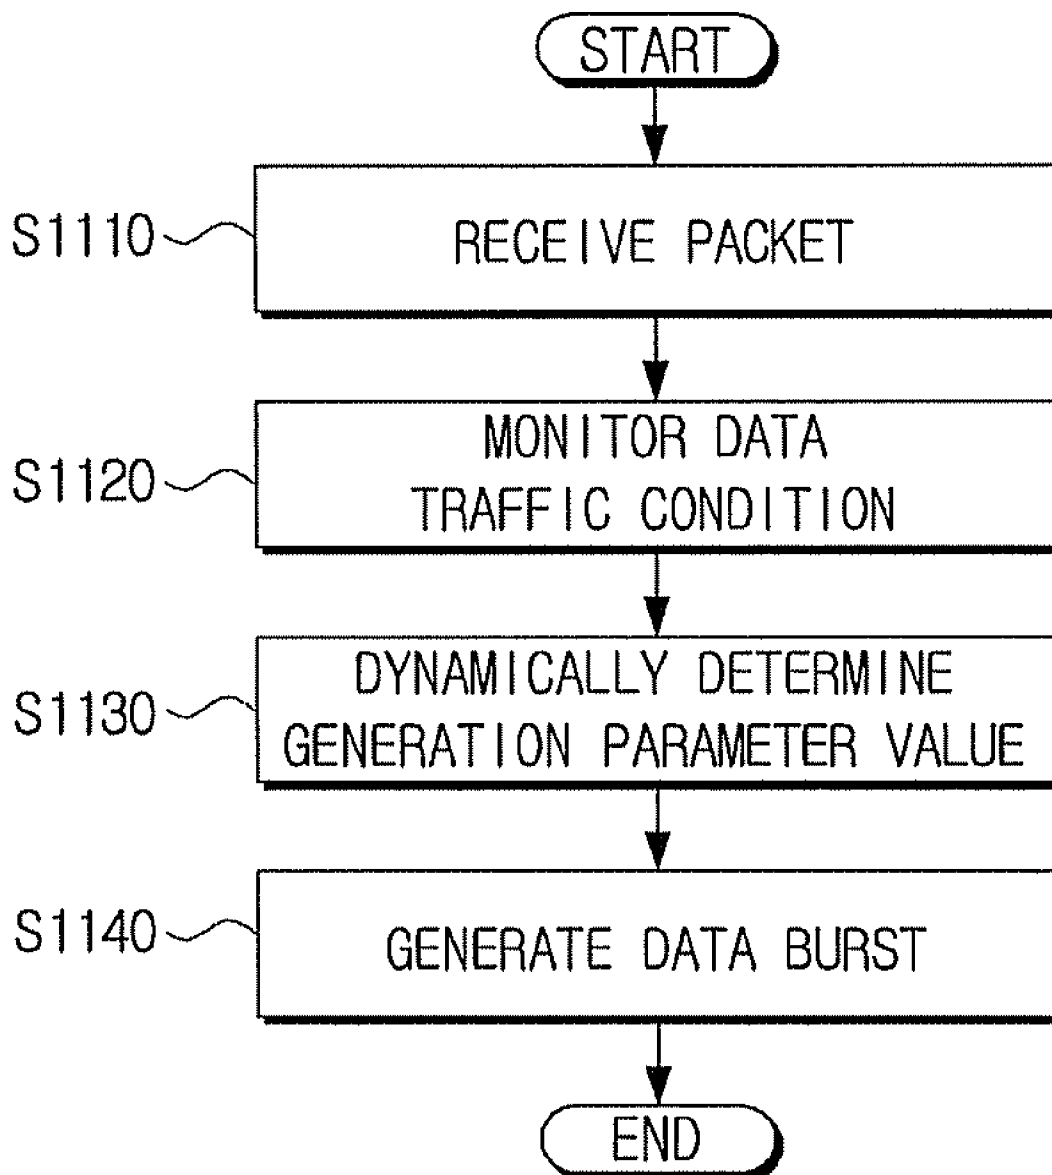 START
S1110
RECEIVE PACKET
S1120
MONITOR DATA
TRAFFIC CONDITION
S1130
DYNAMICALLY DETERMINE
GENERATION PARAMETER VALUE
S1140
GENERATE DATA BURST
END